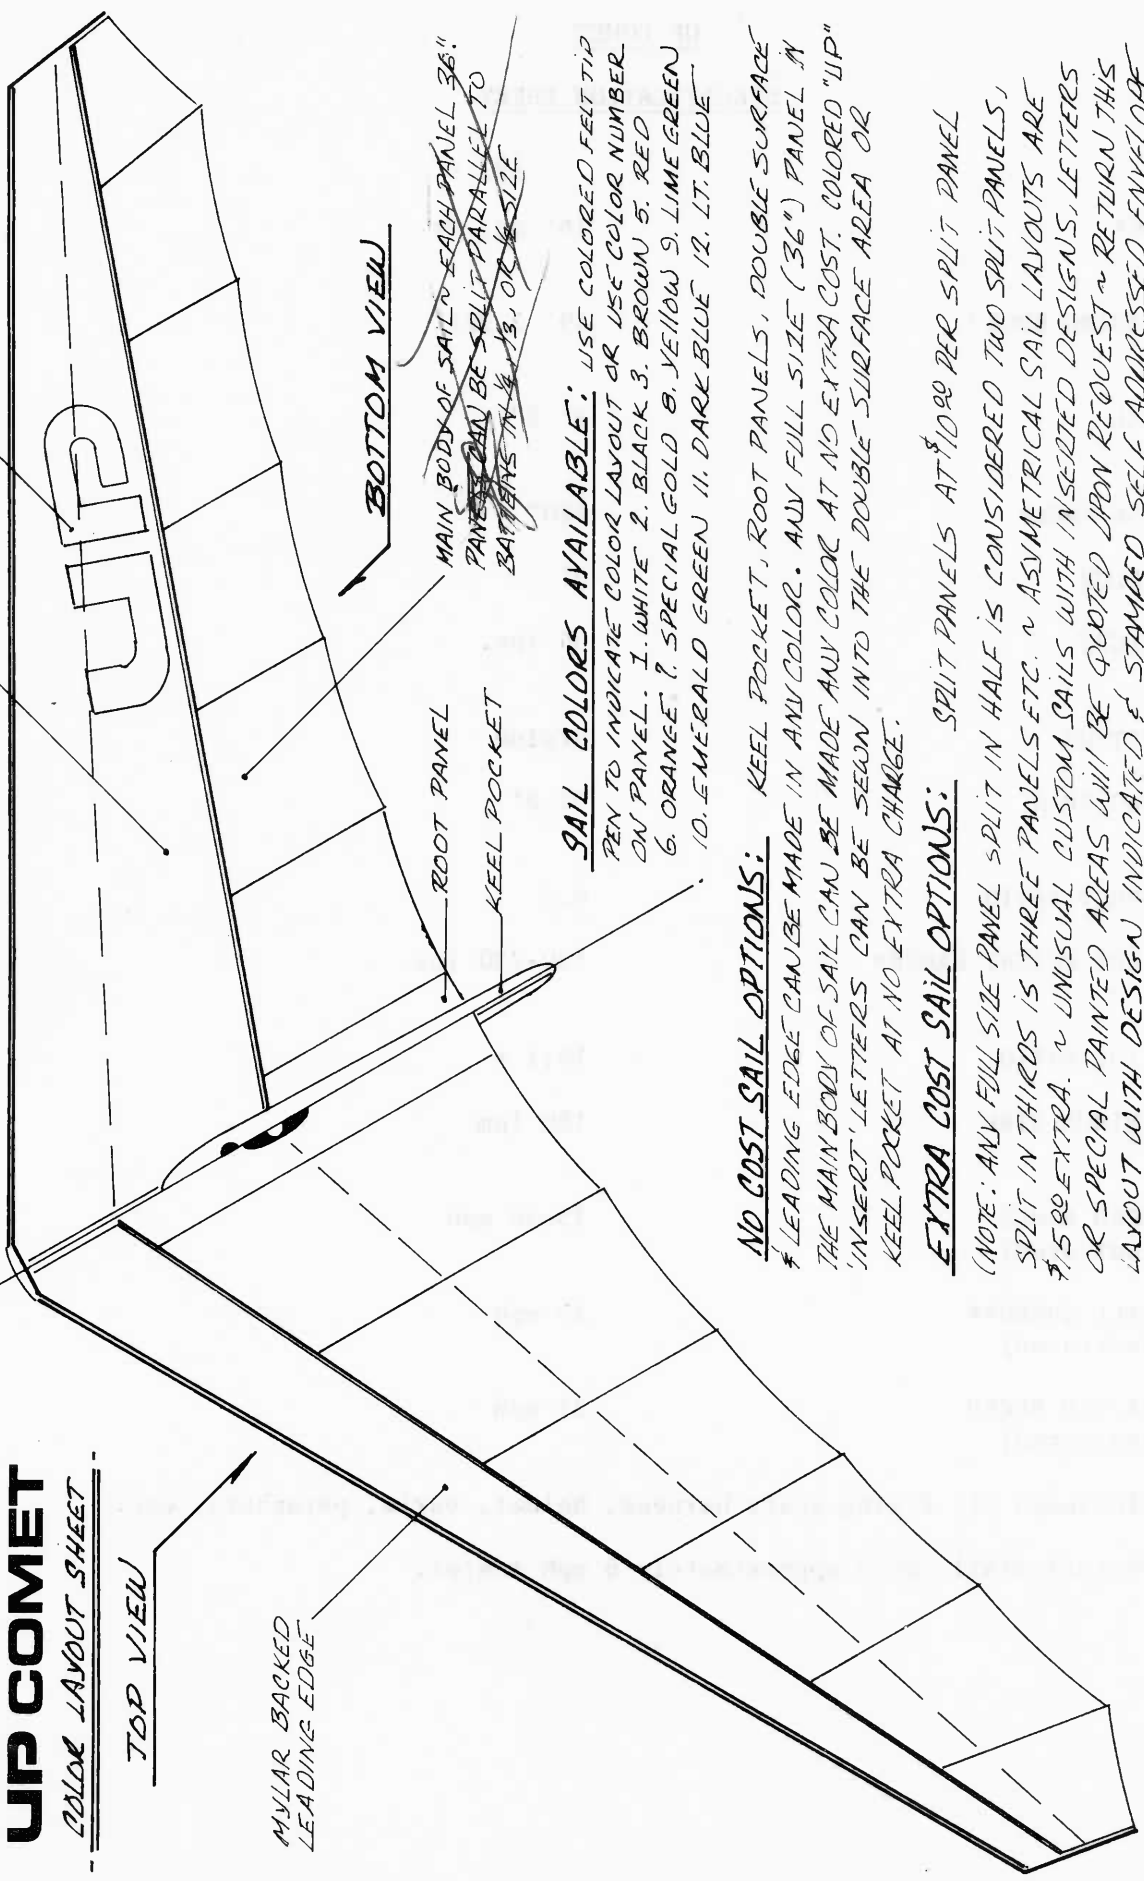 UP COMET
COLOR LAYOUT SHEET
TOP VIEW
MYLAR BACKED
LEADING EDGE
UP
BOTTOM VIEW
MAIN BODY OF SAIL EACH PANEL 36".
PANELS CAN BE SPLIT PARALLEL TO
BATTENS IN 1/4, 1/3, OR 1/2 SIZE
ROOT PANEL
KEEL POCKET
SAIL COLORS AVAILABLE: USE COLORED FELT TIP
PEN TO INDICATE COLOR LAYOUT OR USE COLOR NUMBER
ON PANEL. 1. WHITE 2. BLACK 3. BROWN 5. RED
6. ORANGE 7. SPECIAL GOLD 8. YELLOW 9. LIME GREEN
10. EMERALD GREEN 11. DARK BLUE 12. LT. BLUE
NO COST SAIL OPTIONS: KEEL POCKET, ROOT PANELS, DOUBLE SURFACE
& LEADING EDGE CAN BE MADE IN ANY COLOR. ANY FULL SIZE (36") PANEL IN
THE MAIN BODY OF SAIL CAN BE MADE ANY COLOR AT NO EXTRA COST. COLORED "UP"
'INSERT' LETTERS CAN BE SEWN INTO THE DOUBLE SURFACE AREA OR
KEEL POCKET AT NO EXTRA CHARGE.
EXTRA COST SAIL OPTIONS: SPLIT PANELS AT $10.00 PER SPLIT PANEL
(NOTE: ANY FULL SIZE PANEL SPLIT IN HALF IS CONSIDERED TWO SPLIT PANELS,
SPLIT IN THIRDS IS THREE PANELS ETC. ~ ASYMETRICAL SAIL LAYOUTS ARE
$15.00 EXTRA. ~ UNUSUAL CUSTOM SAILS WITH INSERTED DESIGNS, LETTERS
OR SPECIAL PAINTED AREAS WILL BE QUOTED UPON REQUEST ~ RETURN THIS
LAYOUT WITH DESIGN INDICATED & STAMPED SELF ADDRESSED ENVELOPE